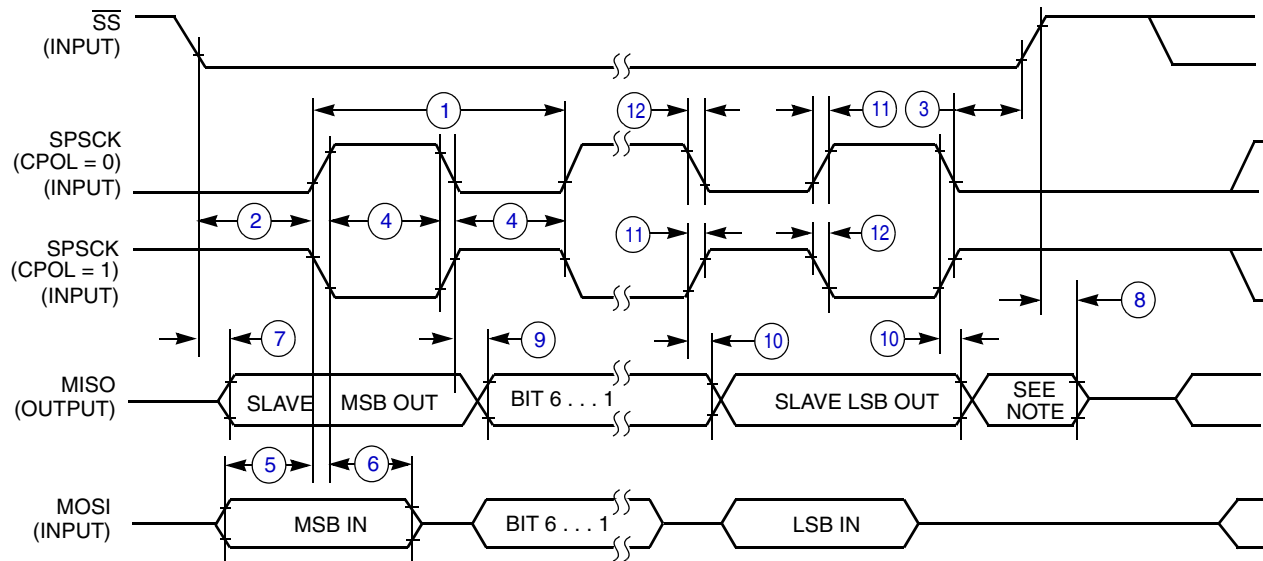 SS
(INPUT)
1
12
11
3
SPSCK
(CPOL = 0)
(INPUT)
2
4
4
SPSCK
(CPOL = 1)
(INPUT)
11
12
8
7
9
10
10
MISO
(OUTPUT)
SLAVE MSB OUT
BIT 6 . . . 1
SLAVE LSB OUT
SEE
NOTE
5
6
MOSI
(INPUT)
MSB IN
BIT 6 . . . 1
LSB IN